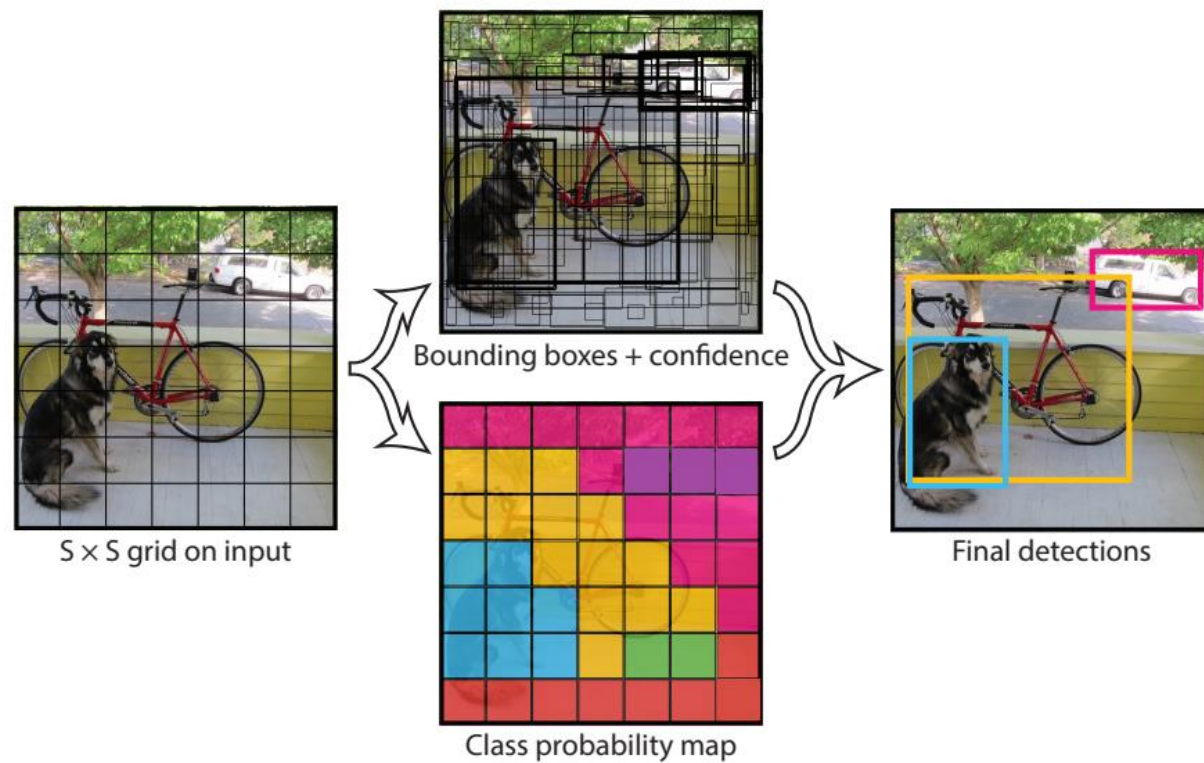 Bounding boxes + confidence
S × S grid on input
Final detections
Class probability map